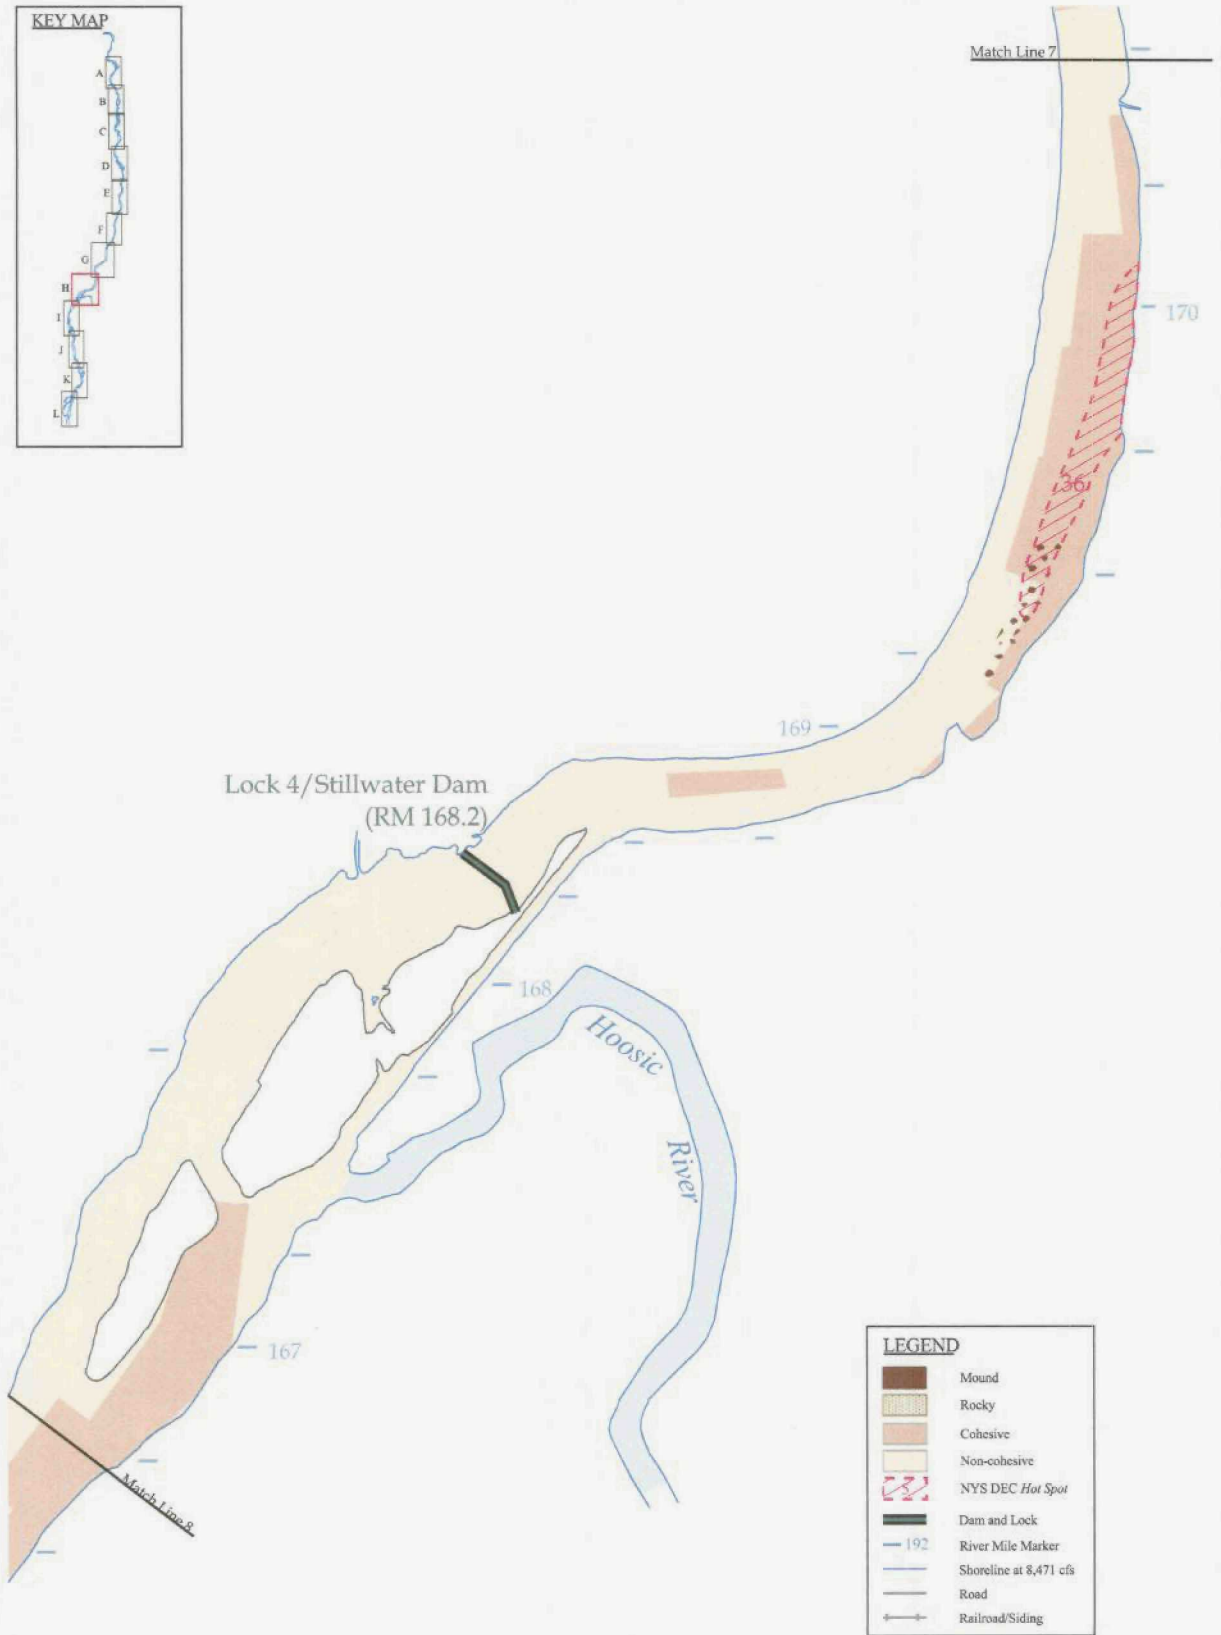 KEY MAP
A
B
C
D
E
F
G
H
I
J
K
L
Match Line 7
170
36
169
Lock 4/Stillwater Dam
(RM 168.2)
168
Hoosic
River
167
Match Line 8
LEGEND
Mound
Rocky
Cohesive
Non-cohesive
5 NYS DEC Hot Spot
Dam and Lock
192 River Mile Marker
Shoreline at 8,471 cfs
Road
Railroad/Siding